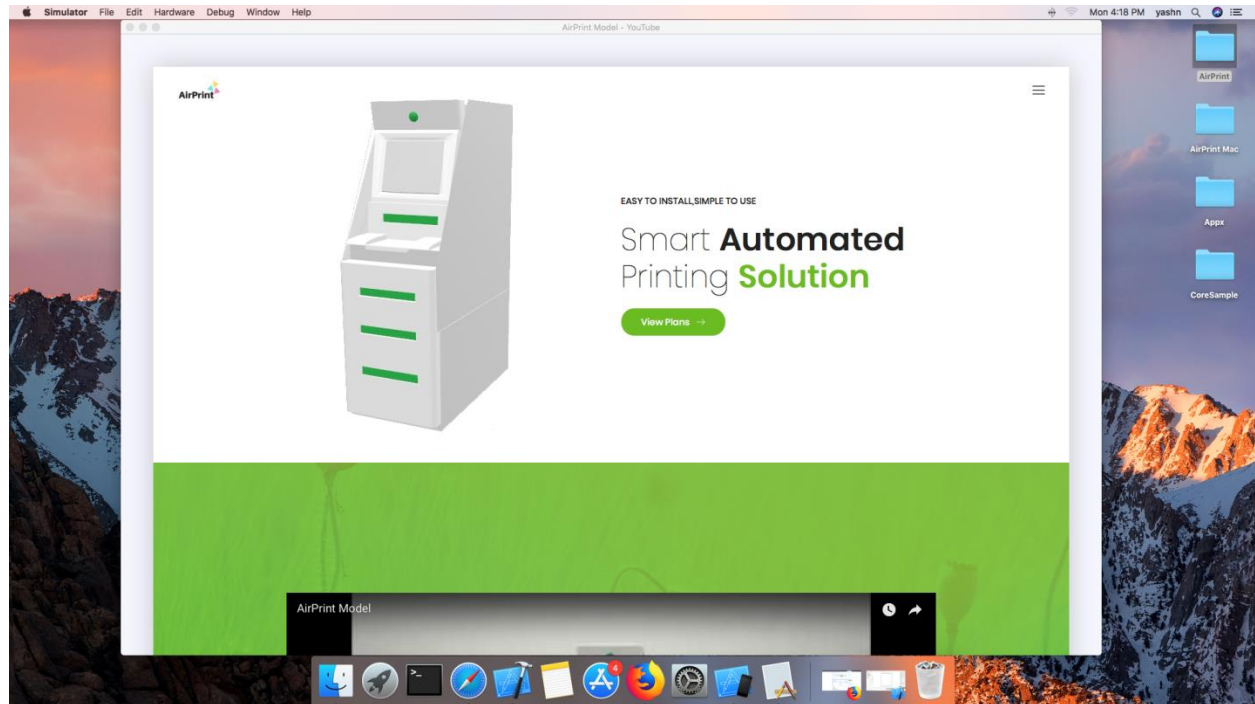 Simulator File Edit Hardware Debug Window Help
Mon 4:18 PM yashn
AirPrint Model - YouTube
AirPrint
AirPrint
AirPrint Mac
EASY TO INSTALL,SIMPLE TO USE
Appx
Smart Automated
Printing Solution
CoreSample
View Plans →
AirPrint Model
4